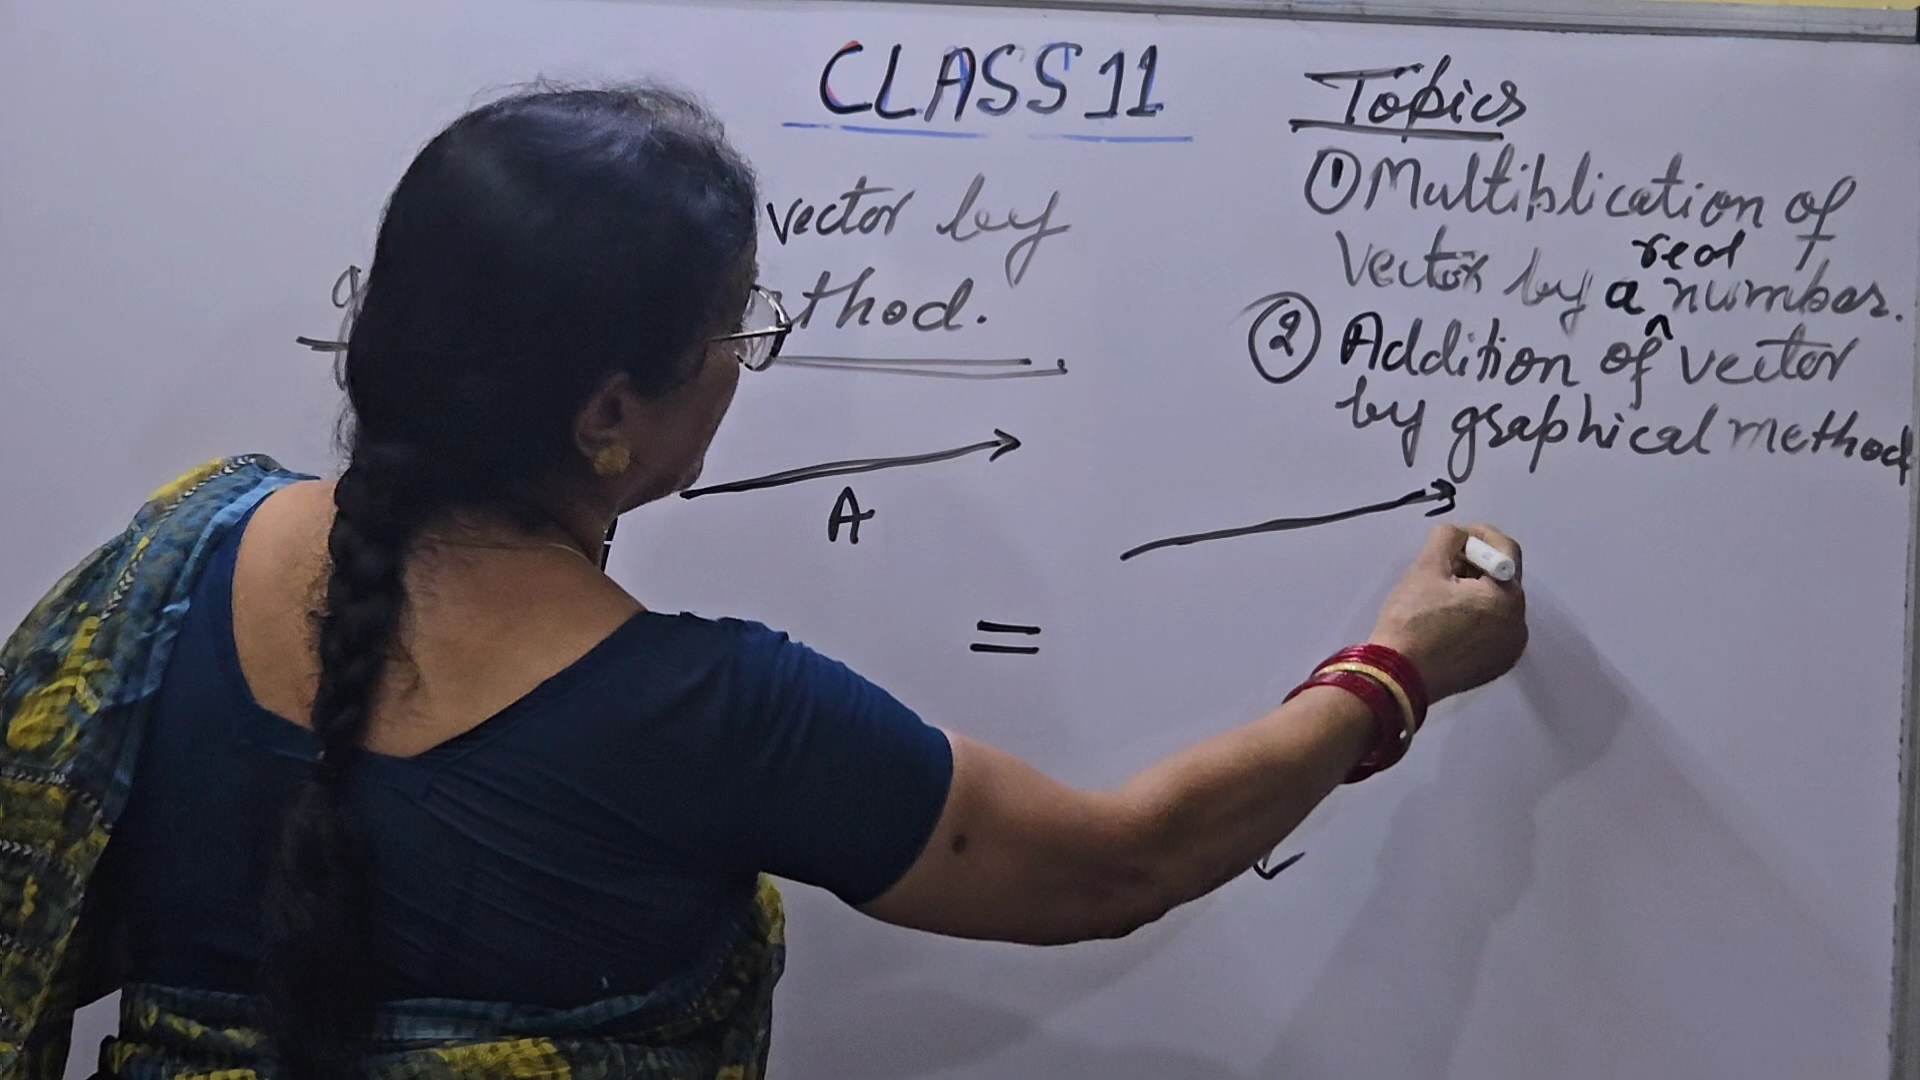 CLASS 11
vector by
thod.
A
=
Topics
① Multiplication of
Vector by a real number.
② Addition of vector
by graphical method